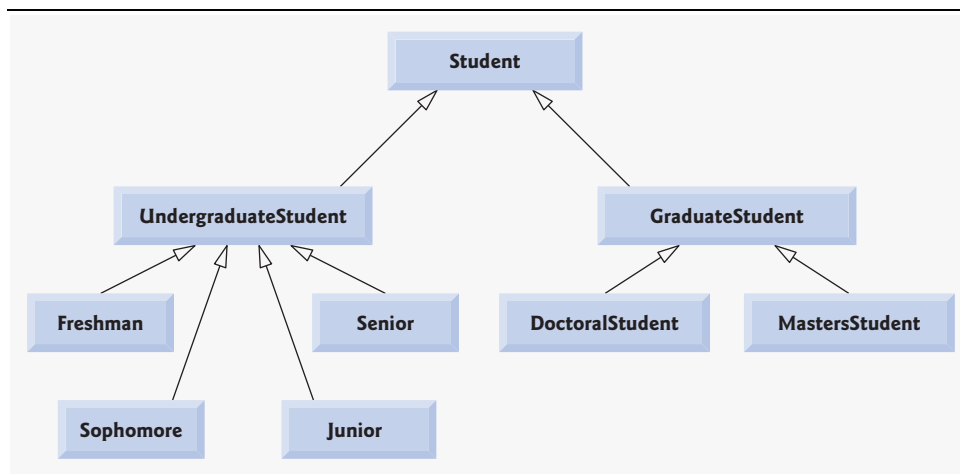 Student
UndergraduateStudent
GraduateStudent
Freshman
Senior
DoctoralStudent
MastersStudent
Sophomore
Junior